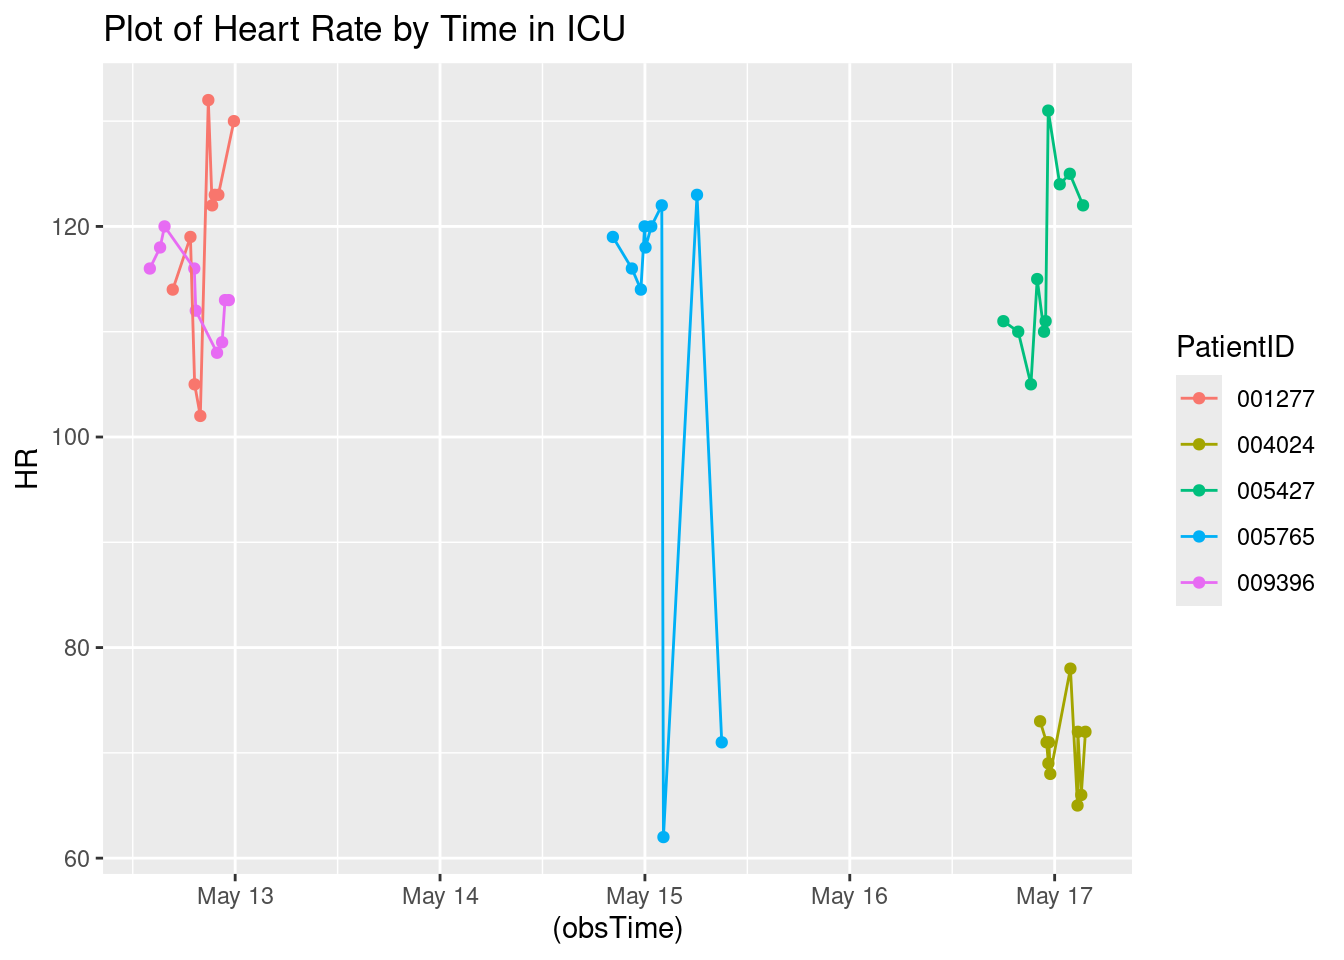 Plot of Heart Rate by Time in ICU
120
100
80
60
HR
May 13
May 14
May 15
May 16
May 17
(obsTime)
PatientID
001277
004024
005427
005765
009396